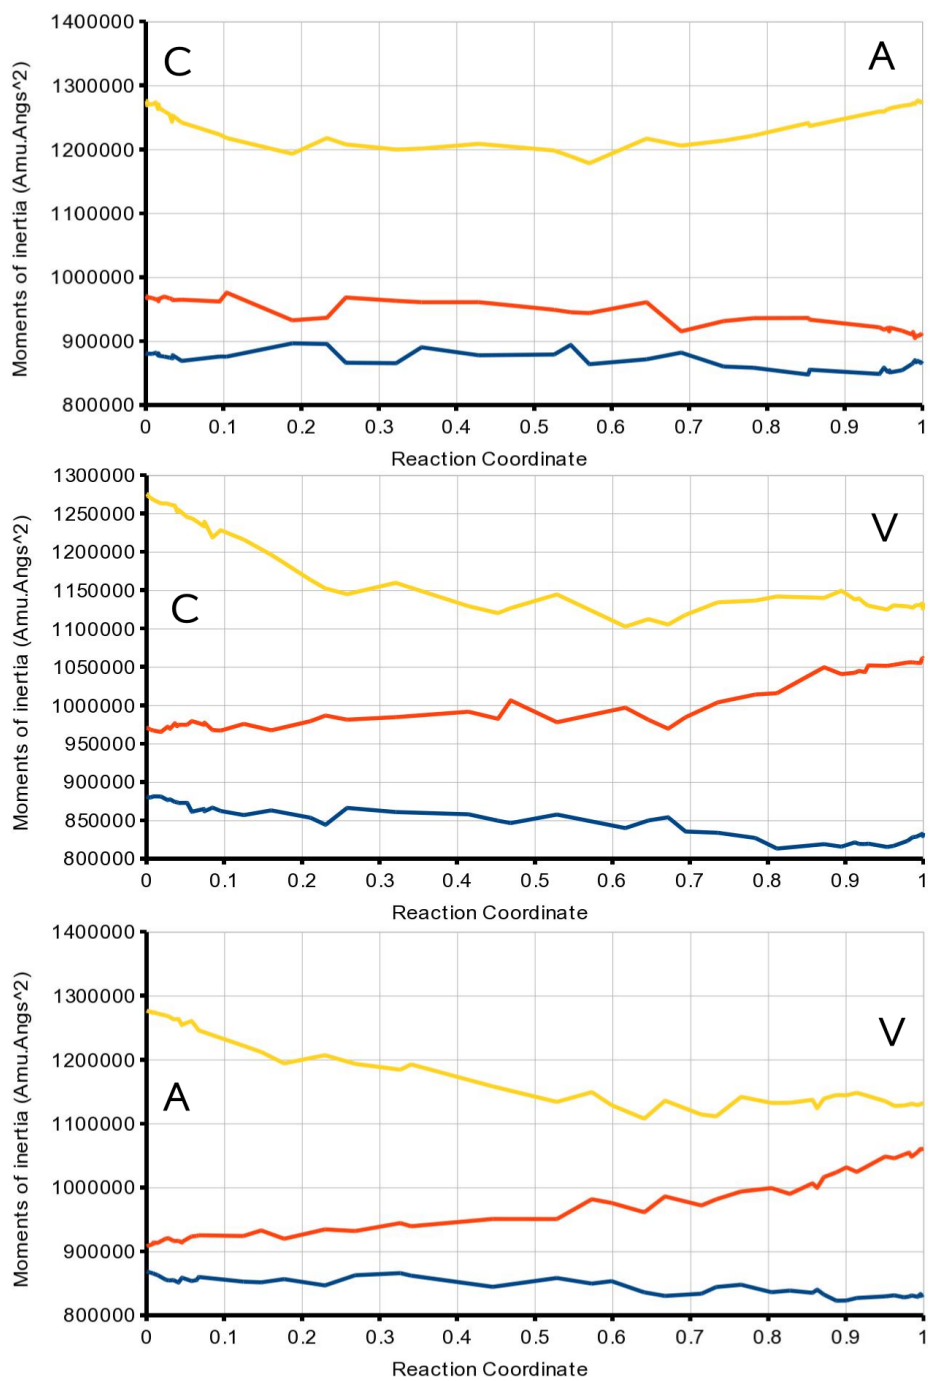 1400000
1300000
1200000
1100000
1000000
900000
800000
Moments of inertia (Amu.Angs^2)
C
A
0 0.1 0.2 0.3 0.4 0.5 0.6 0.7 0.8 0.9 1
Reaction Coordinate
1300000
1250000
1200000
1150000
1100000
1050000
1000000
950000
900000
850000
800000
Moments of inertia (Amu.Angs^2)
V
C
0 0.1 0.2 0.3 0.4 0.5 0.6 0.7 0.8 0.9 1
Reaction Coordinate
1400000
1300000
1200000
1100000
1000000
900000
800000
Moments of inertia (Amu.Angs^2)
V
A
0 0.1 0.2 0.3 0.4 0.5 0.6 0.7 0.8 0.9 1
Reaction Coordinate